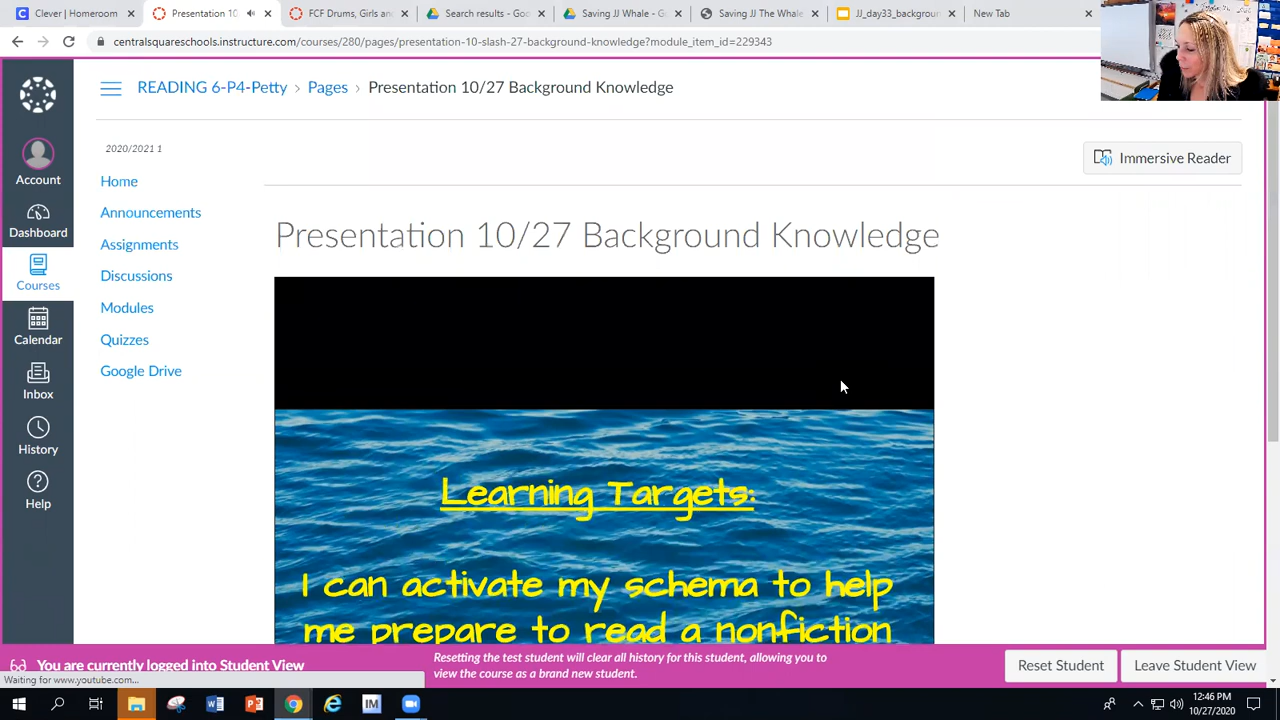 Clever | Homeroom
Presentation 10
FCF Drums, Girls an
Search results - Goo
Saving JJ Whale - G
Saving JJ The Whale
JJ_day33_backgroun
New Tab
centralsquareschools.instructure.com/courses/280/pages/presentation-10-slash-27-background-knowledge?module_item_id=229343
READING 6-P4-Petty > Pages > Presentation 10/27 Background Knowledge
2020/2021 1
Immersive Reader
Account
Dashboard
Courses
Calendar
Inbox
History
Help
Home
Announcements
Assignments
Discussions
Modules
Quizzes
Google Drive
Presentation 10/27 Background Knowledge
Learning Targets:
I can activate my schema to help
me prepare to read a nonfiction
You are currently logged into Student View
Resetting the test student will clear all history for this student, allowing you to
view the course as a brand new student.
Reset Student
Leave Student View
Waiting for www.youtube.com...
IM
12:46 PM
10/27/2020